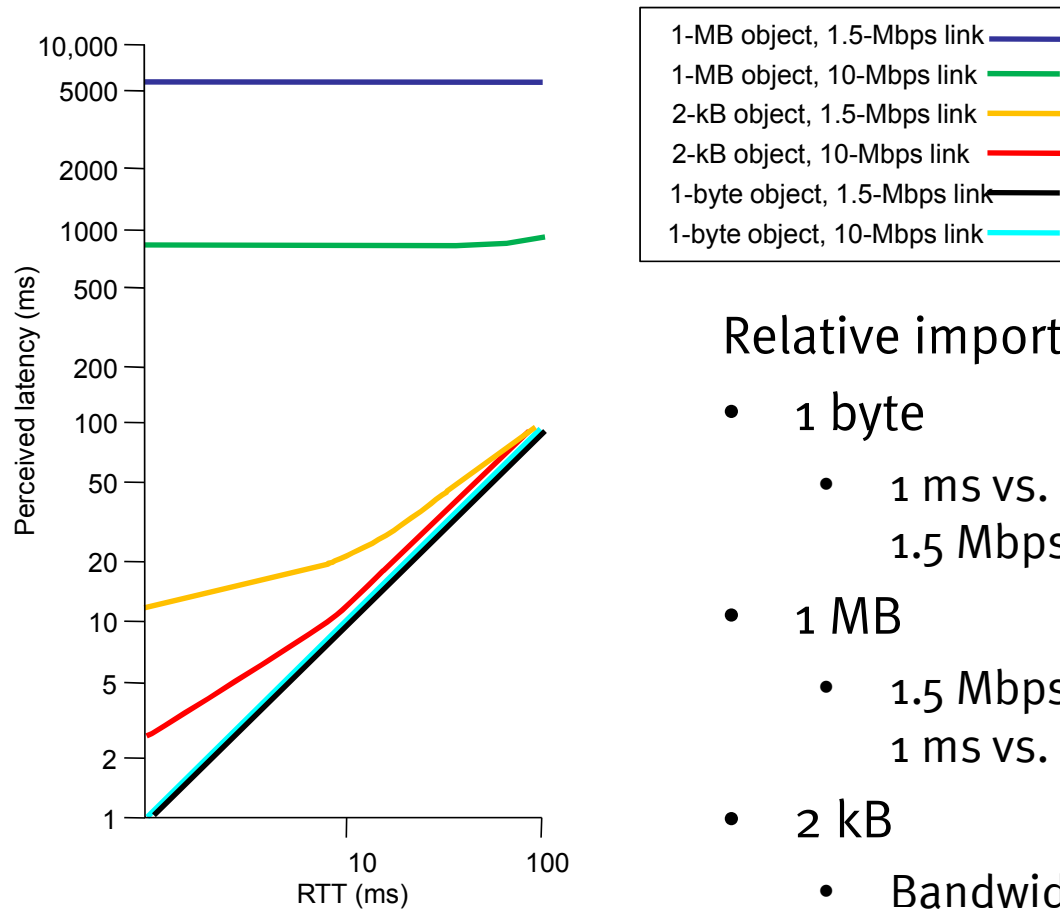 10,000
5000
2000
1000
500
200
100
50
20
10
5
2
1
Perceived latency (ms)
10
100
RTT (ms)
1-MB object, 1.5-Mbps link
1-MB object, 10-Mbps link
2-kB object, 1.5-Mbps link
2-kB object, 10-Mbps link
1-byte object, 1.5-Mbps link
1-byte object, 10-Mbps link
Relative import
• 1 byte
• 1 ms vs.
1.5 Mbps
• 1 MB
• 1.5 Mbps
1 ms vs.
• 2 kB
• Bandwid